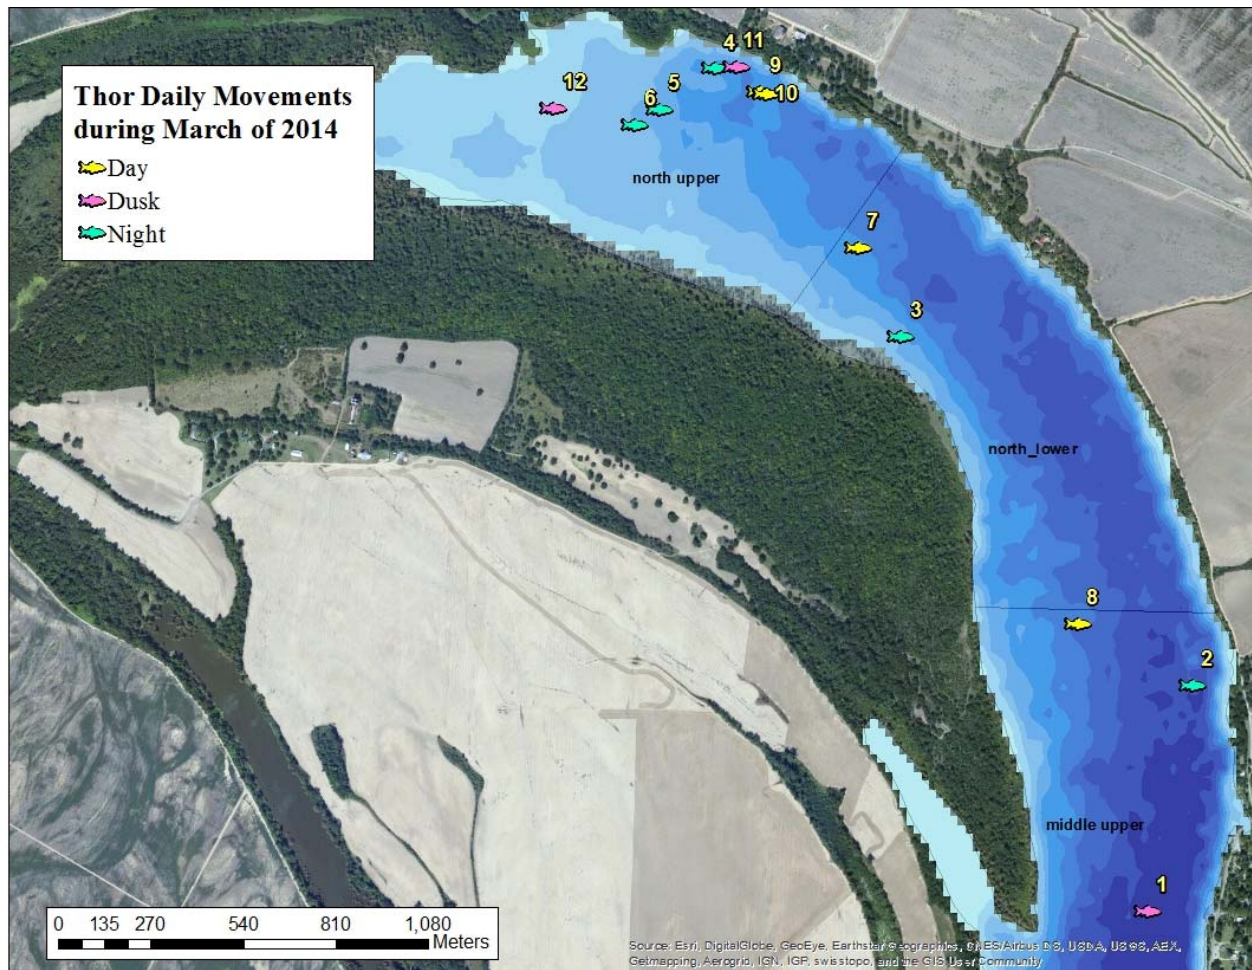 Thor Daily Movements
during March of 2014
Day
Dusk
Night
12
5
6
4
11
9
10
north upper
7
3
north_lower
8
2
middle upper
1
0 135 270 540 810 1,080
Meters
Source: Esri, DigitalGlobe, GeoEye, Earthstar Geographics, CNES/Airbus DS, USDA, USGS, AEX,
Getmapping, Aerogrid, IGN, IGP, swisstopo, and the GIS User Community